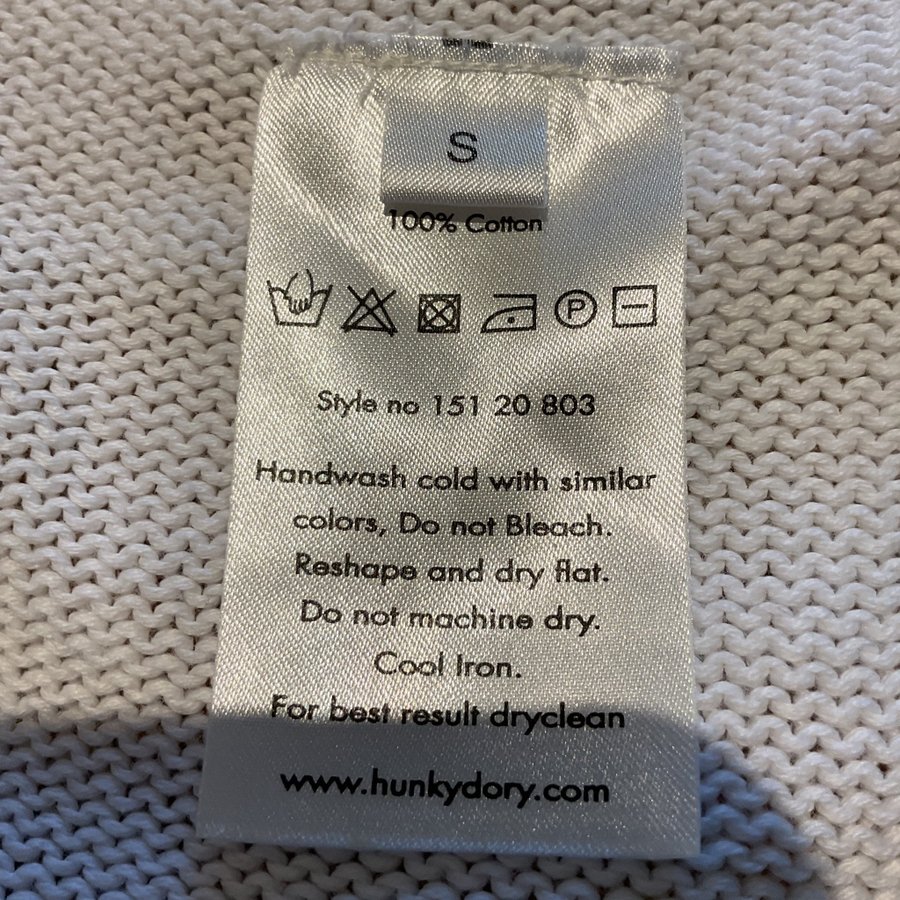 S
100% Cotton
P
Style no 151 20 803
Handwash cold with similar
colors, Do not Bleach.
Reshape and dry flat.
Do not machine dry.
Cool Iron.
For best result dryclean
www.hunkydory.com